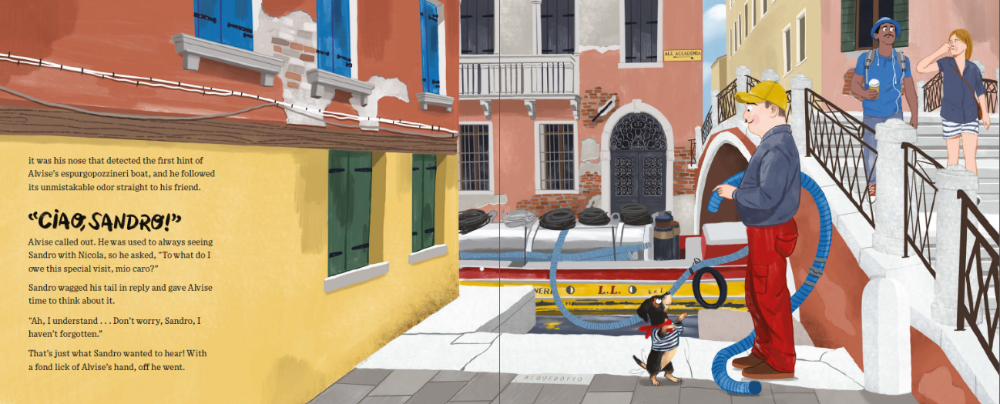 it was his nose that detected the first hint of
Alvise’s espurgopozzineri boat, and he followed
its unmistakable odor straight to his friend.
“CIAO, SANDRO!”
Alvise called out. He was used to always seeing
Sandro with Nicola, so he asked, “To what do I
owe this special visit, mio caro?”
Sandro wagged his tail in reply and gave Alvise
time to think about it.
“Ah, I understand . . . Don’t worry, Sandro, I
haven’t forgotten.”
That’s just what Sandro wanted to hear! With
a fond lick of Alvise’s hand, off he went.
ALL'ACCADEMIA
NERI L.L. s.r.l.
ACQUEDOTTO